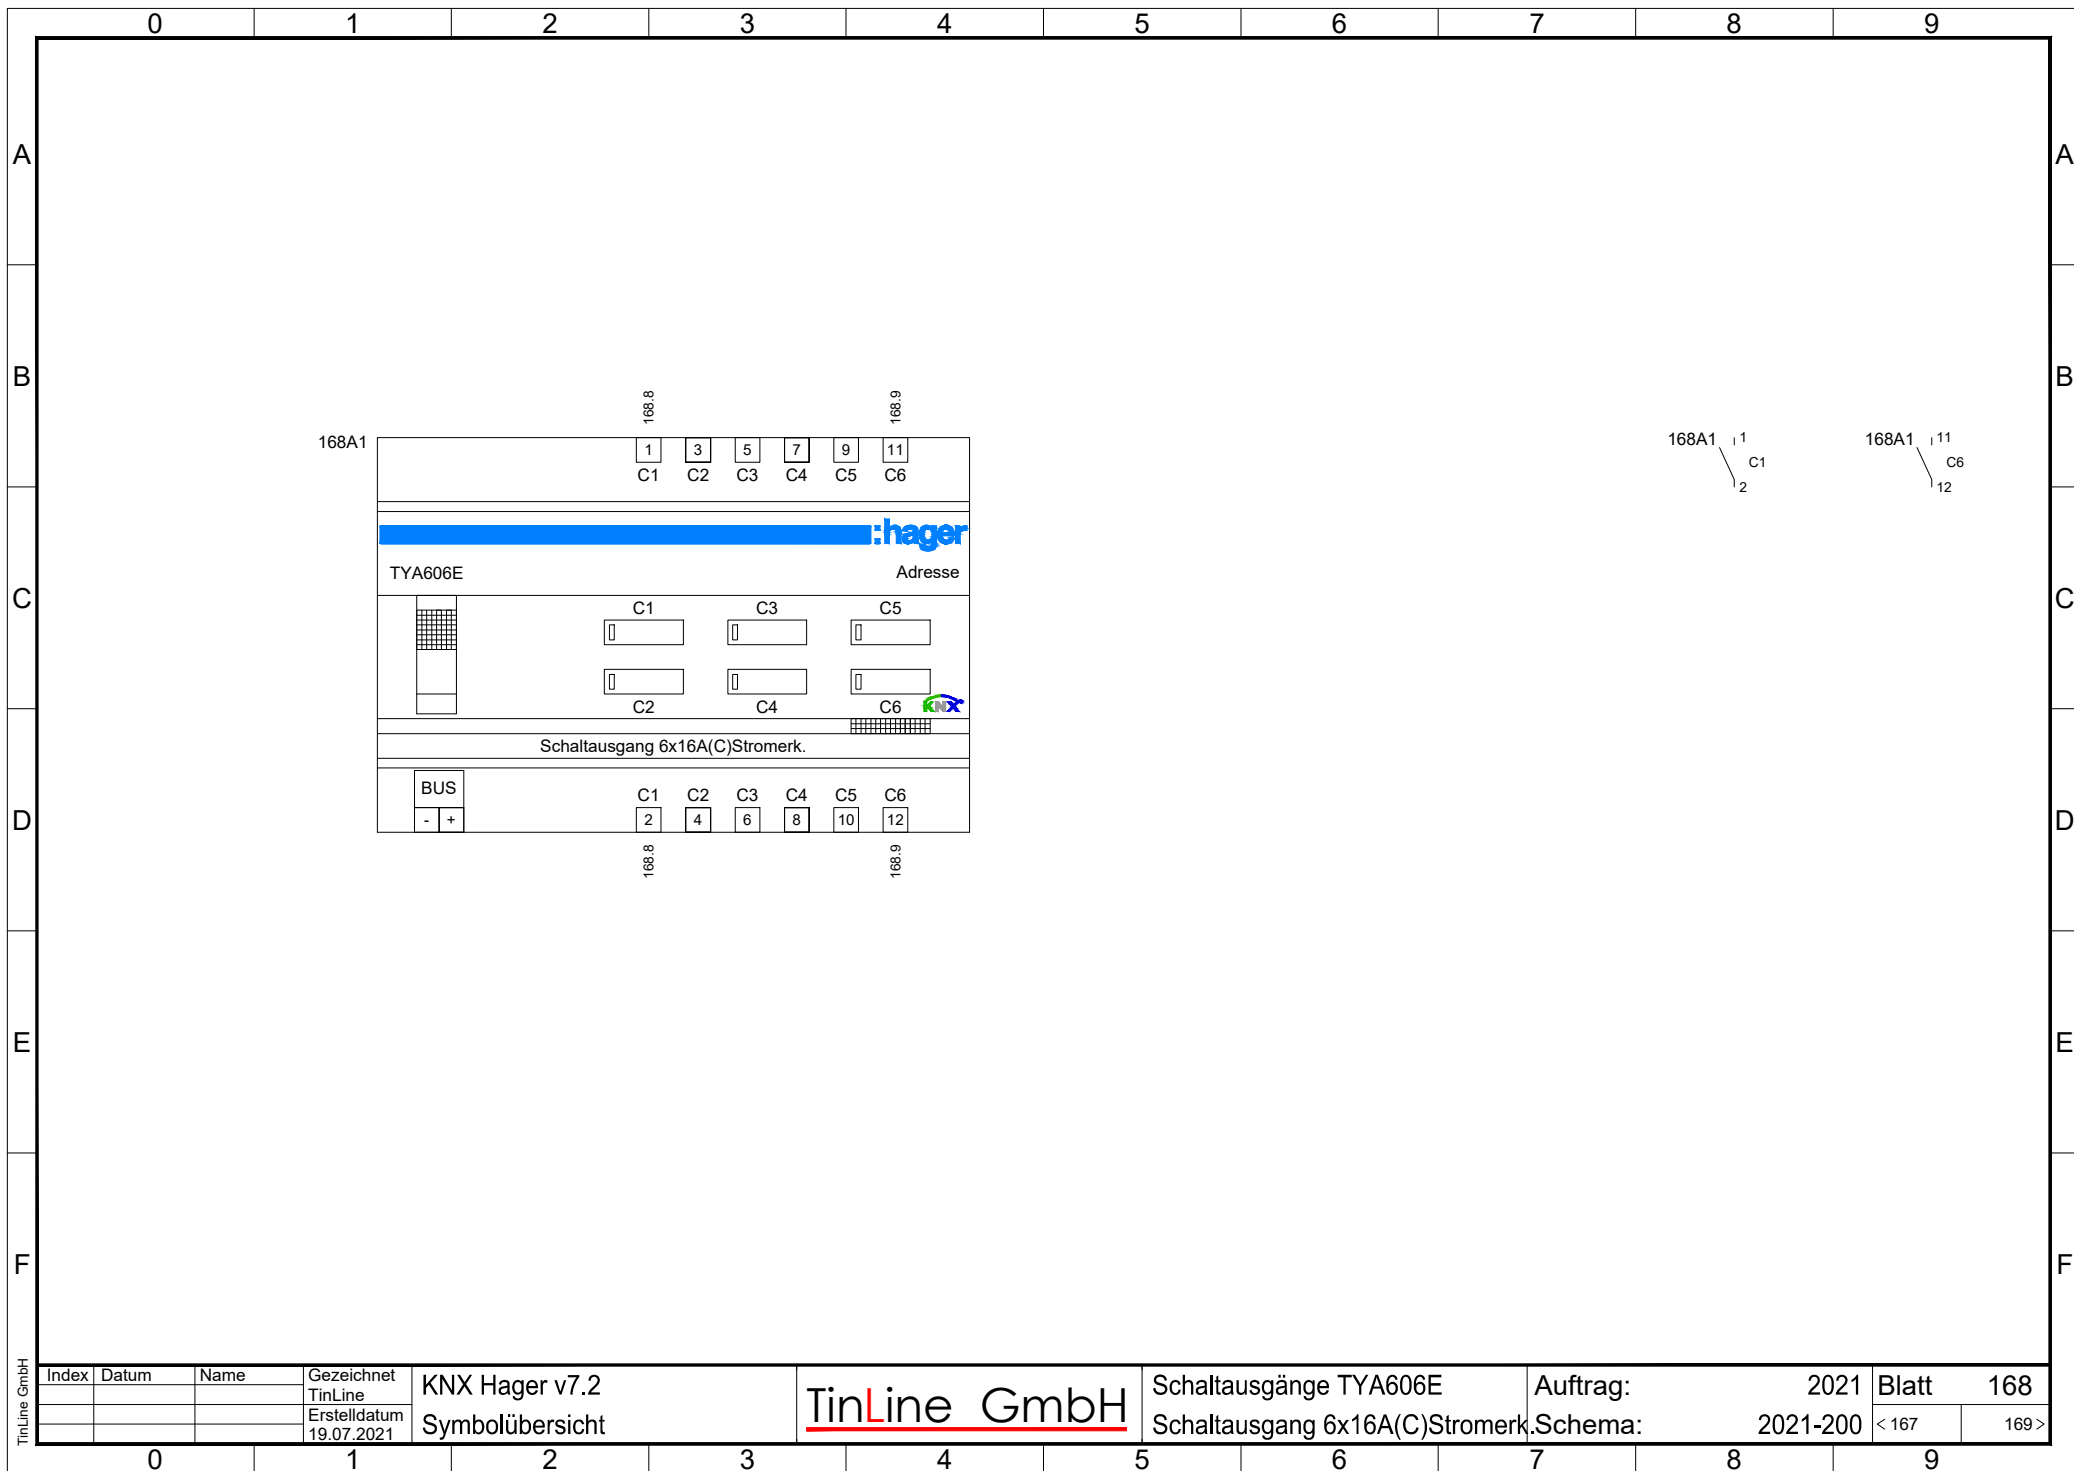 0 1 2 3 4 5 6 7 8 9
A A
B B
168.8 168.9
168A1 1 3 5 7 9 11
C1 C2 C3 C4 C5 C6
168A1 1 C1 2
168A1 11 C6 12
:hager
TYA606E Adresse
C C
C1 C3 C5
C2 C4 C6
KNX
Schaltausgang 6x16A(C)Stromerk.
BUS
- +
C1 C2 C3 C4 C5 C6
2 4 6 8 10 12
D D
168.8 168.9
E E
F F
TinLine GmbH
Index Datum Name
Gezeichnet
TinLine
Erstelldatum
19.07.2021
KNX Hager v7.2
Symbolübersicht
TinLine GmbH
Schaltausgänge TYA606E
Schaltausgang 6x16A(C)Stromerk.
Auftrag: 2021
Schema: 2021-200
Blatt 168
< 167 169 >
0 1 2 3 4 5 6 7 8 9